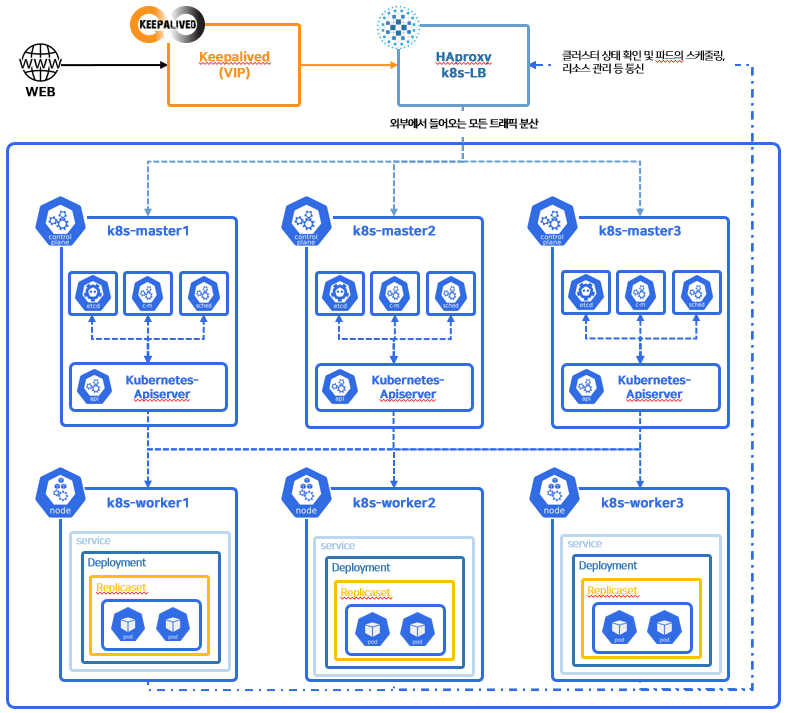 KEEPALIVED
WWW
WEB
Keepalived
(VIP)
HAproxy
k8s-LB
클러스터 상태 확인 및 파드의 스케줄링,
리소스 관리 등 통신
외부에서 들어오는 모든 트래픽 분산
control
plane
k8s-master1
etcd
c-m
sched
api
Kubernetes-
Apiserver
control
plane
k8s-master2
etcd
c-m
sched
api
Kubernetes-
Apiserver
control
plane
k8s-master3
etcd
c-m
sched
api
Kubernetes-
Apiserver
node
k8s-worker1
service
Deployment
Replicaset
pod
pod
node
k8s-worker2
service
Deployment
Replicaset
pod
pod
node
k8s-worker3
service
Deployment
Replicaset
pod
pod